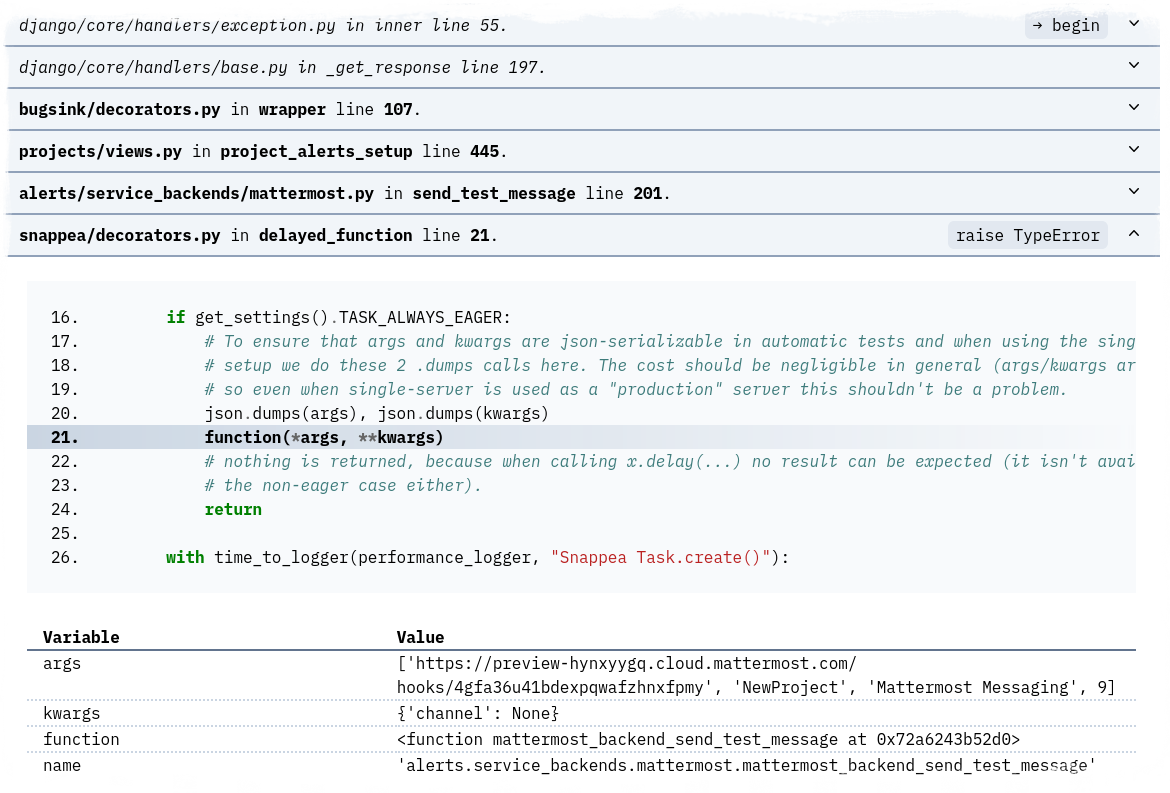 django/core/handlers/exception.py in inner line 55.
→ begin
django/core/handlers/base.py in _get_response line 197.
bugsink/decorators.py in wrapper line 107.
projects/views.py in project_alerts_setup line 445.
alerts/service_backends/mattermost.py in send_test_message line 201.
snappea/decorators.py in delayed_function line 21.
raise TypeError
16. if get_settings().TASK_ALWAYS_EAGER:
17. # To ensure that args and kwargs are json-serializable in automatic tests and when using the sing
18. # setup we do these 2 .dumps calls here. The cost should be negligible in general (args/kwargs ar
19. # so even when single-server is used as a "production" server this shouldn't be a problem.
20. json.dumps(args), json.dumps(kwargs)
21. function(*args, **kwargs)
22. # nothing is returned, because when calling x.delay(...) no result can be expected (it isn't avai
23. # the non-eager case either).
24. return
25.
26. with time_to_logger(performance_logger, "Snappea Task.create()"):
Variable Value
args ['https://preview-hynxyygq.cloud.mattermost.com/
hooks/4gfa36u41bdexpqwafzhnxfpmy', 'NewProject', 'Mattermost Messaging', 9]
kwargs {'channel': None}
function <function mattermost_backend_send_test_message at 0x72a6243b52d0>
name 'alerts.service_backends.mattermost.mattermost_backend_send_test_message'